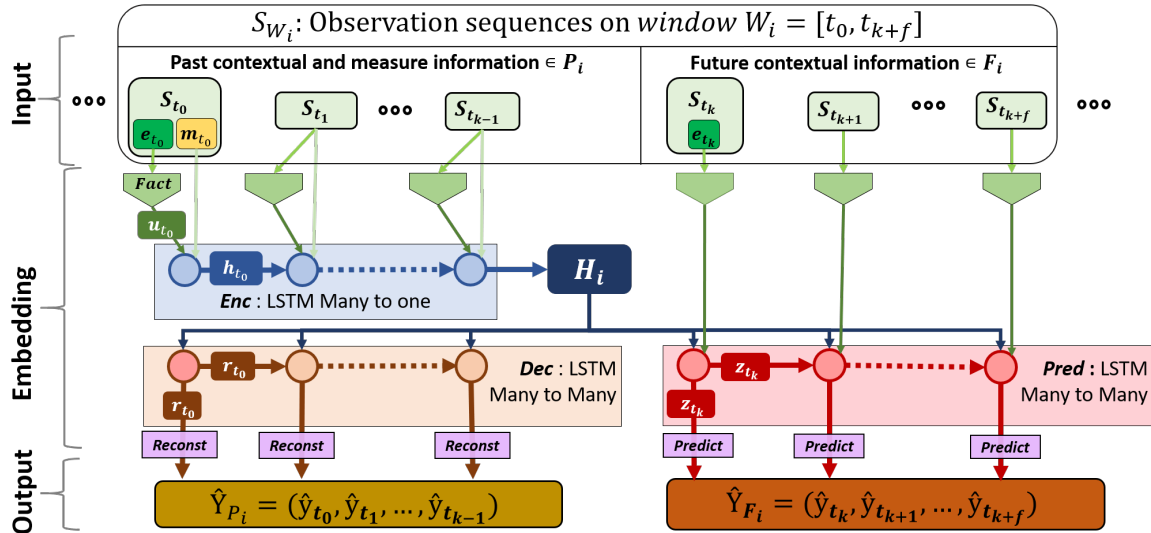 S_{W_i}: Observation sequences on window W_i = [t_0, t_{k+f}]
Past contextual and measure information ∈ P_i
Future contextual information ∈ F_i
Input
ooo
S_{t_0}
e_{t_0}
m_{t_0}
S_{t_1}
ooo
S_{t_{k-1}}
S_{t_k}
e_{t_k}
S_{t_{k+1}}
ooo
S_{t_{k+f}}
ooo
Embedding
Fact
u_{t_0}
h_{t_0}
H_i
Enc : LSTM Many to one
r_{t_0}
Dec : LSTM
Many to Many
r_{t_0}
z_{t_k}
Pred : LSTM
Many to Many
z_{t_k}
Reconst
Reconst
Reconst
Predict
Predict
Predict
Output
Ŷ_{P_i} = (ŷ_{t_0}, ŷ_{t_1}, ..., ŷ_{t_{k-1}})
Ŷ_{F_i} = (ŷ_{t_k}, ŷ_{t_{k+1}}, ..., ŷ_{t_{k+f}})